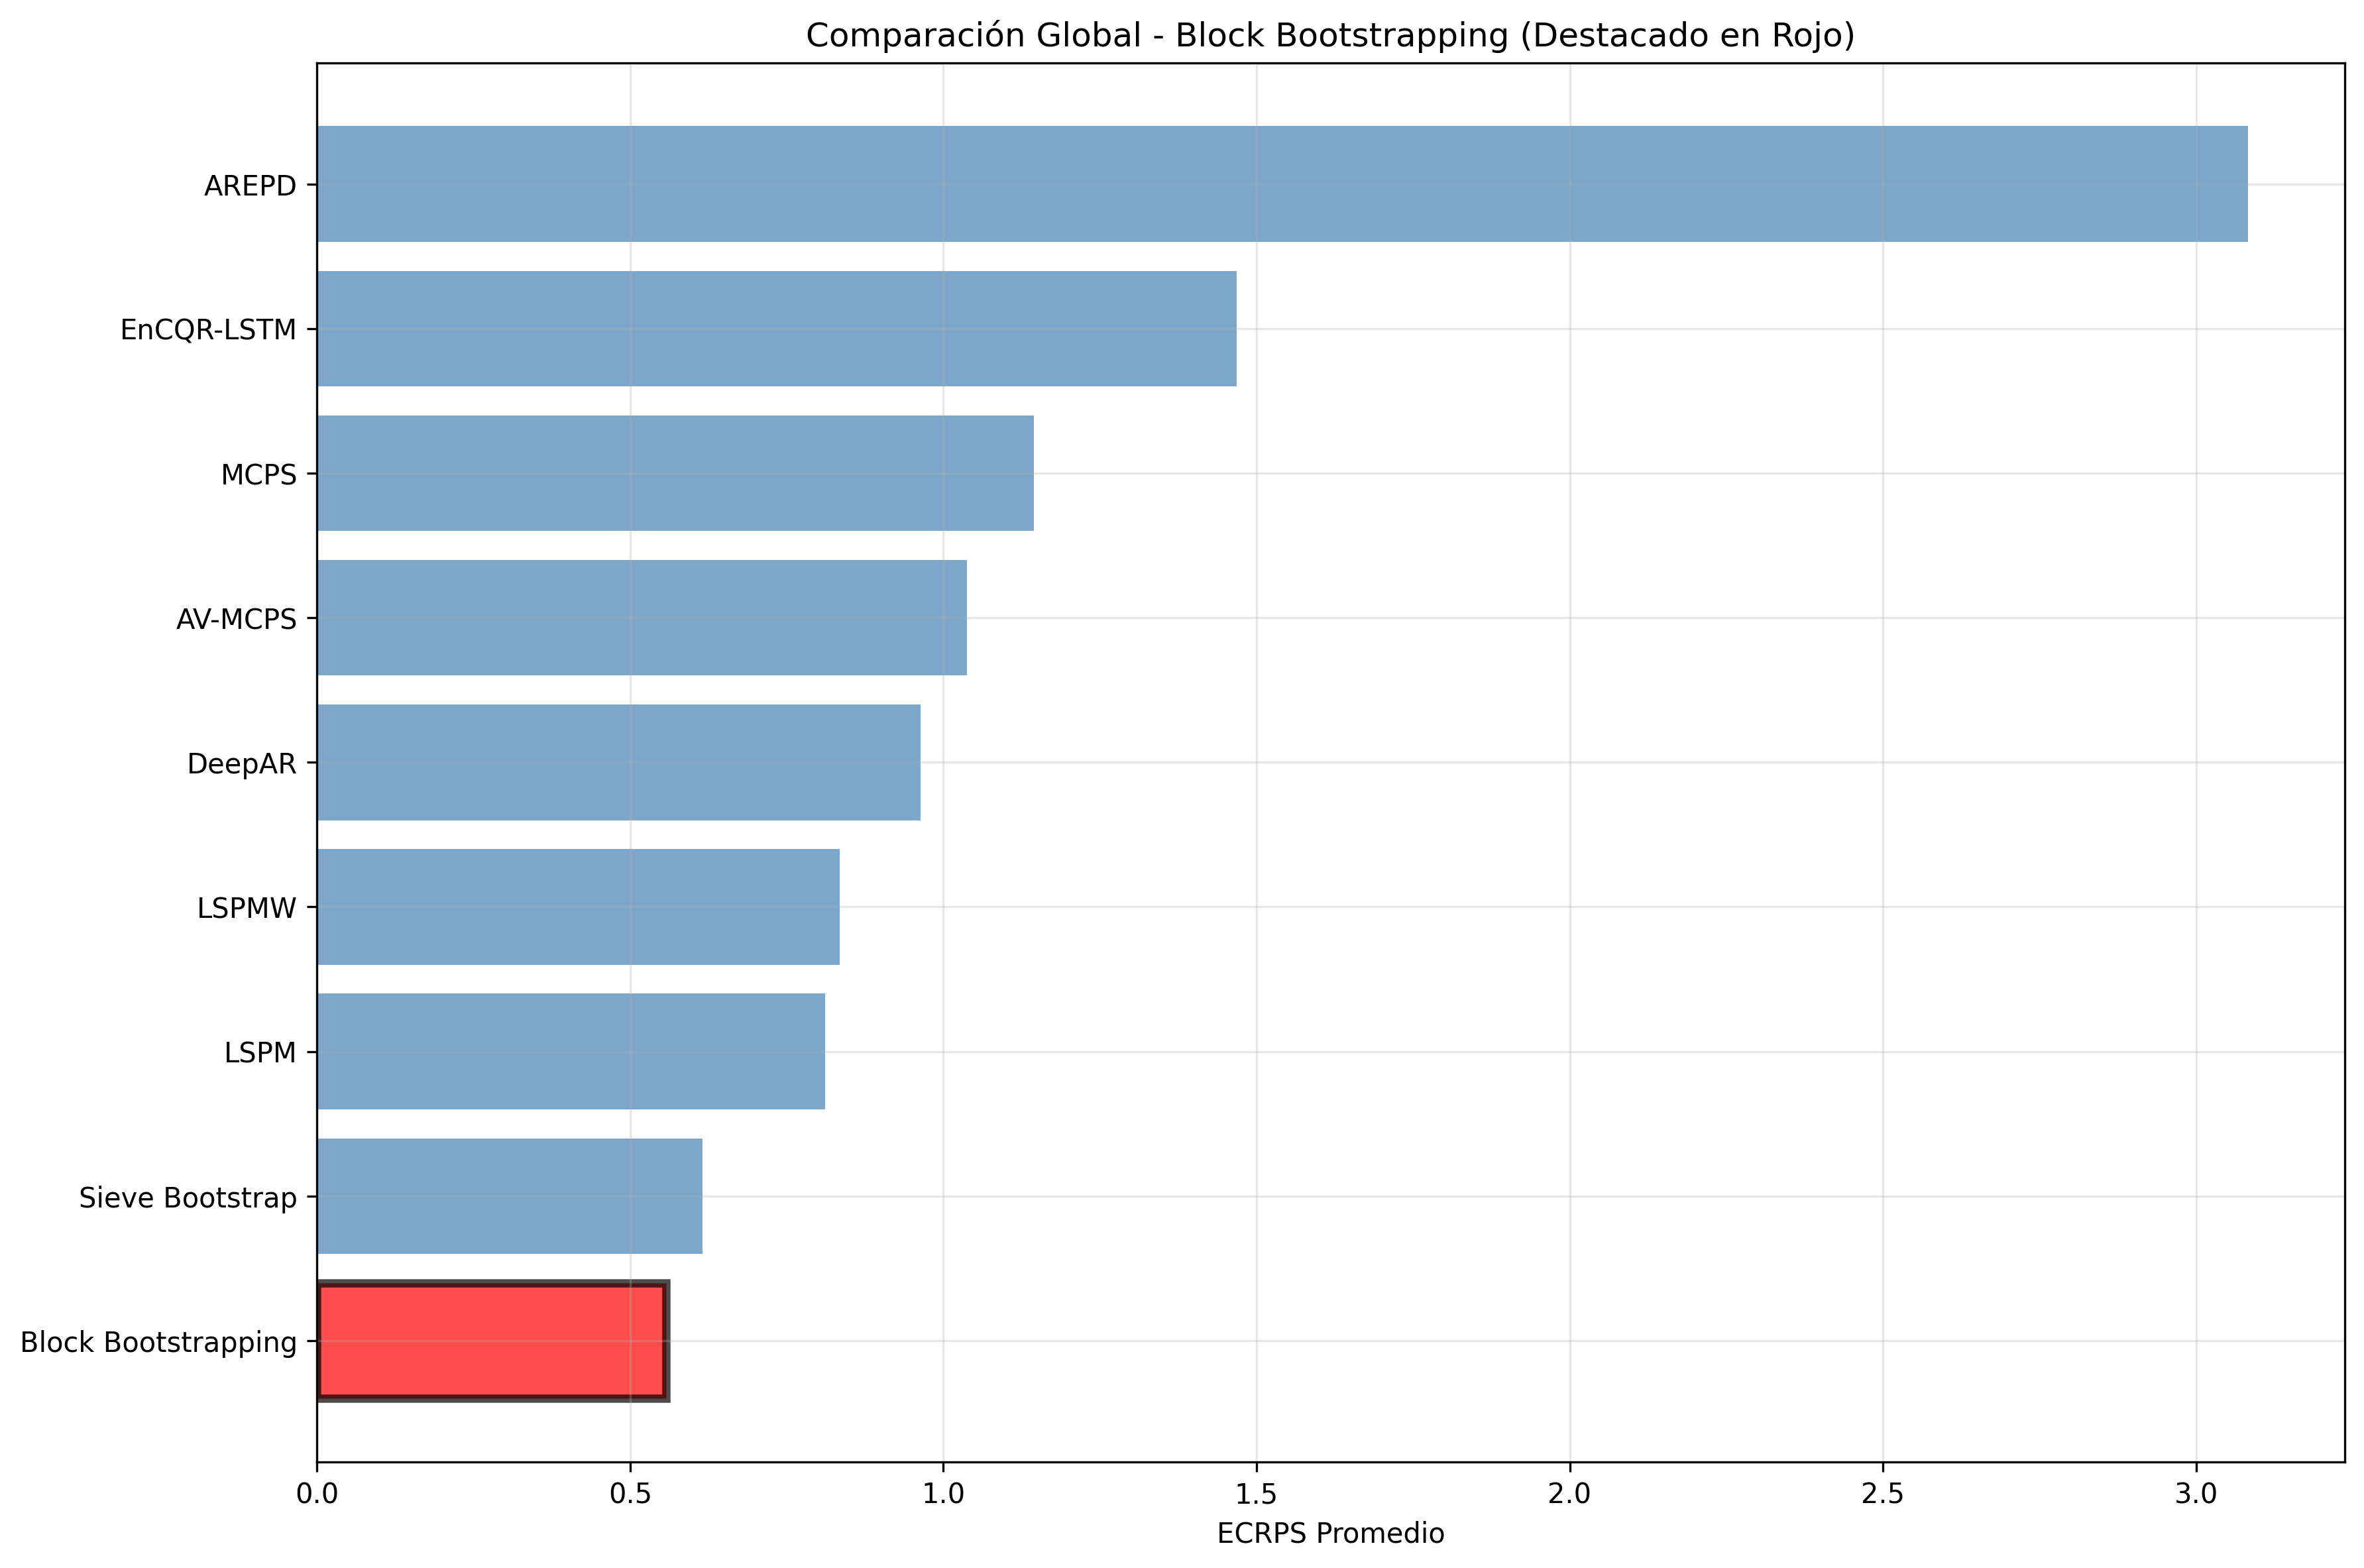 Comparación Global - Block Bootstrapping (Destacado en Rojo)
AREPD
EnCQR-LSTM
MCPS
AV-MCPS
DeepAR
LSPMW
LSPM
Sieve Bootstrap
Block Bootstrapping
0.0 0.5 1.0 1.5 2.0 2.5 3.0
ECRPS Promedio